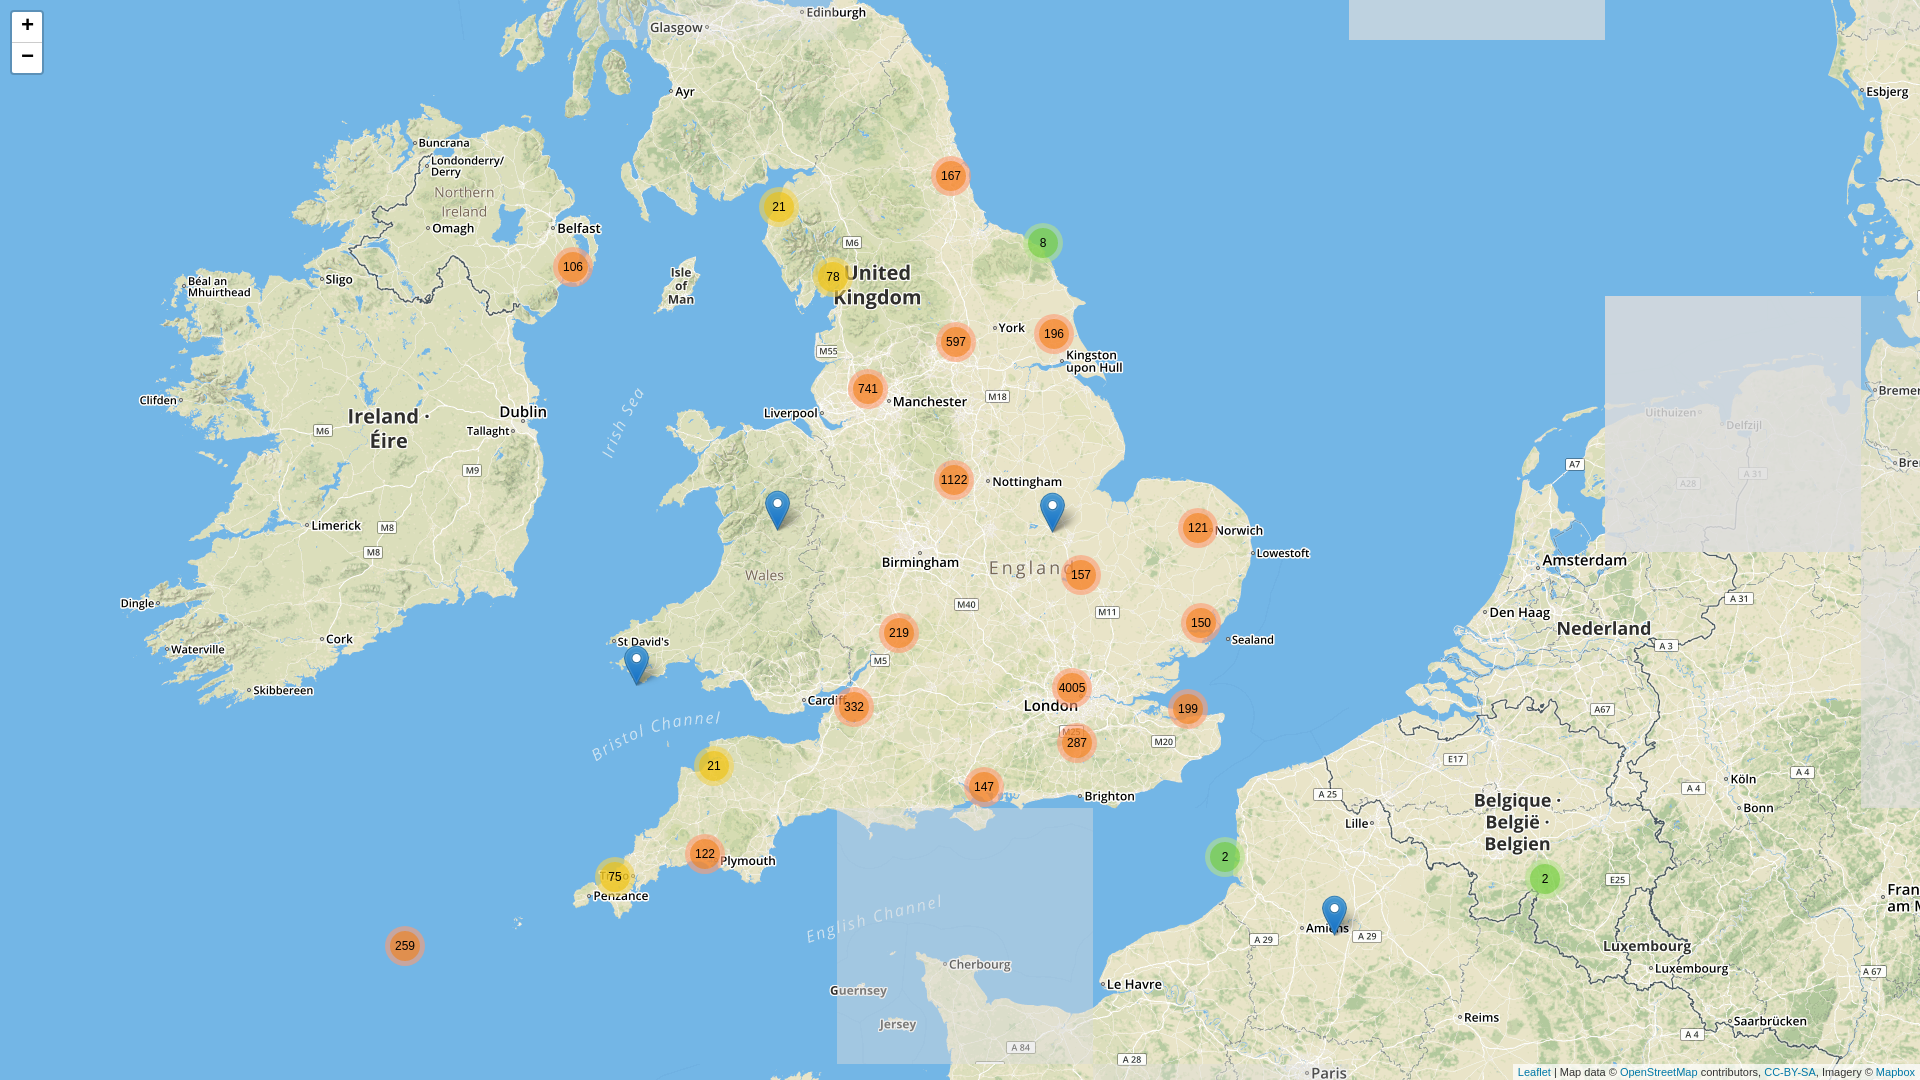 +
−
Glasgow
Edinburgh
Ayr
Esbjerg
Buncrana
Londonderry/
Derry
Northern
Ireland
Omagh
Belfast
167
21
M6
8
106
78
United
Kingdom
Isle
of
Man
Béal an
Mhuirthead
Sligo
York
196
597
M55
Kingston
upon Hull
741
Manchester
M18
Liverpool
Clifden
Ireland ·
Éire
Dublin
Tallaght
M6
M9
Irish Sea
Uithuizen
Delfzijl
A 31
A28
A7
1122
Nottingham
121
Norwich
Lowestoft
Limerick
M8
M8
Birmingham
England
157
Wales
Amsterdam
A 31
Dingle
M40
M11
Den Haag
Nederland
Cork
Waterville
219
150
Sealand
St David's
M5
A 3
Skibbereen
4005
London
Cardiff
332
199
A67
Bristol Channel
M25
287
M20
E17
21
147
Brighton
A 25
Köln
A 4
A 4
Bonn
Lille
Belgique ·
België ·
Belgien
122
Plymouth
75
Penzance
2
2
E25
English Channel
259
Amiens
A 29
A 29
Luxembourg
Luxembourg
A 67
Cherbourg
Guernsey
Le Havre
Jersey
Reims
Saarbrücken
A 84
A 28
A 4
Paris
Leaflet | Map data © OpenStreetMap contributors, CC-BY-SA, Imagery © Mapbox